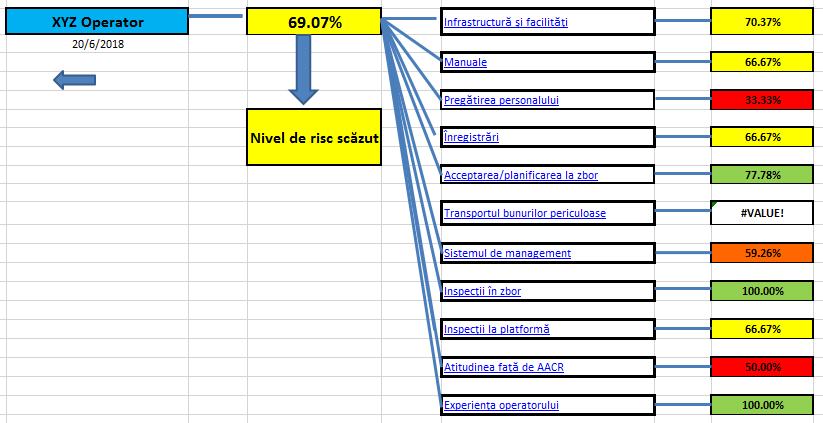 XYZ Operator
69.07%
20/6/2018
Nivel de risc scăzut
Infrastructură și facilități
70.37%
Manuale
66.67%
Pregătirea personalului
33.33%
Înregistrări
66.67%
Acceptarea/planificarea la zbor
77.78%
Transportul bunurilor periculoase
#VALUE!
Sistemul de management
59.26%
Inspecții în zbor
100.00%
Inspecții la platformă
66.67%
Atitudinea față de AACR
50.00%
Experiența operatorului
100.00%